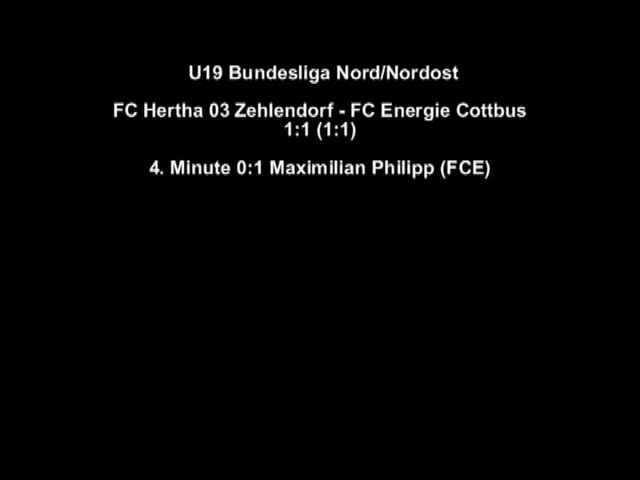 U19 Bundesliga Nord/Nordost
FC Hertha 03 Zehlendorf - FC Energie Cottbus
1:1 (1:1)
4. Minute 0:1 Maximilian Philipp (FCE)